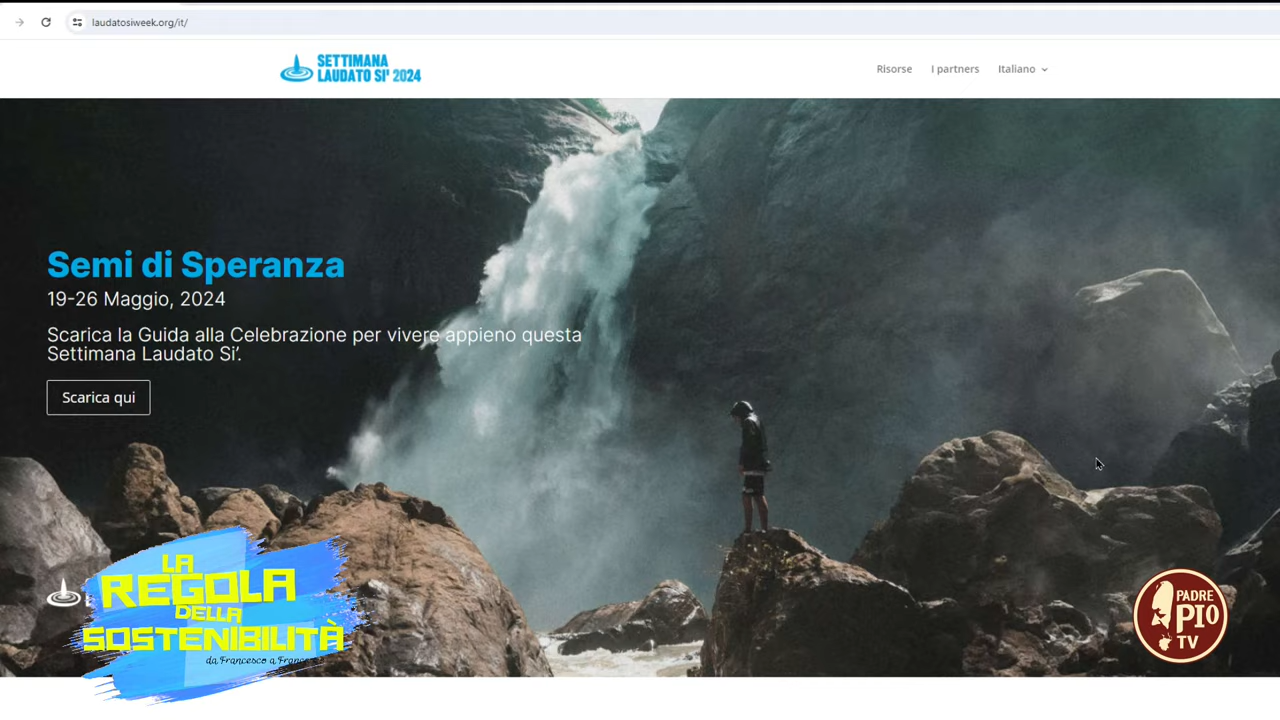 laudatosiweek.org/it/
SETTIMANA
LAUDATO SI' 2024
Risorse
I partners
Italiano
Semi di Speranza
19-26 Maggio, 2024
Scarica la Guida alla Celebrazione per vivere appieno questa
Settimana Laudato Si'.
Scarica qui
LA
REGOLA
DELLA
SOSTENIBILITÀ
da Francesco a
PADRE
PIO
TV